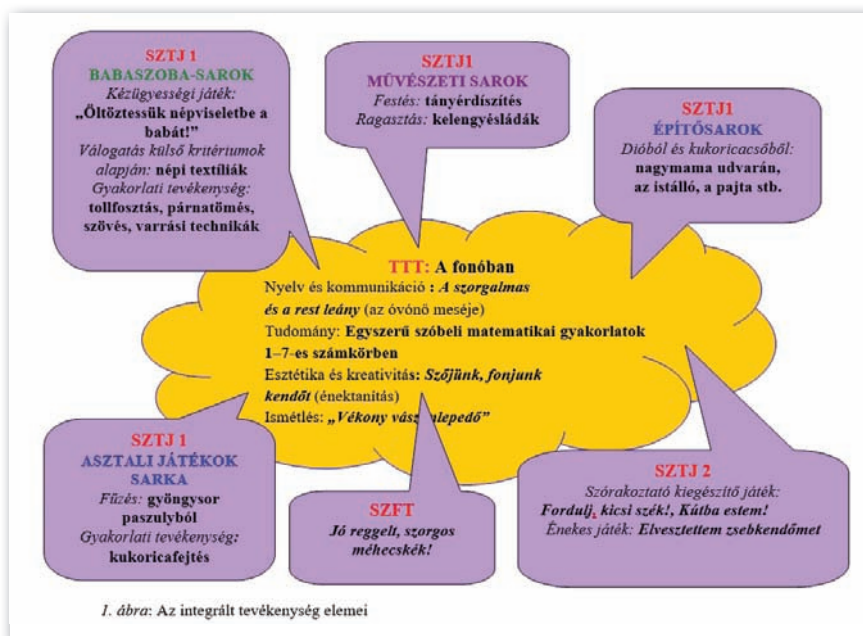 SZTJ 1
BABASZOBA-SAROK
Kézügyességi játék:
„Öltöztessük népviseletbe a
babát!”
Válogatás külső kritériumok
alapján: népi textíliák
Gyakorlati tevékenység:
tollfosztás, párnatömés,
szövés, varrási technikák
SZTJ1
MŰVÉSZETI SAROK
Festés: tányérdíszítés
Ragasztás: kelengyésládák
SZTJ1
ÉPÍTŐSAROK
Dióból és kukoricacsőből:
nagymama udvarán,
az istálló, a pajta stb.
TTT: A fonóban
Nyelv és kommunikáció : A szorgalmas
és a rest leány (az óvónő meséje)
Tudomány: Egyszerű szóbeli matematikai gyakorlatok
1–7-es számkörben
Esztétika és kreativitás: Szőjünk, fonjunk
kendőt (énektanítás)
Ismétlés: „Vékony vász lepedő”
SZTJ 1
ASZTALI JÁTÉKOK
SARKA
Fűzés: gyöngysor
paszulyból
Gyakorlati tevékenység:
kukoricafejtés
SZFT
Jó reggelt, szorgos
méhecskék!
SZTJ 2
Szórakoztató kiegészítő játék:
Fordulj, kicsi szék!, Kútba estem!
Énekes játék: Elvesztettem zsebkendőmet
1. ábra: Az integrált tevékenység elemei